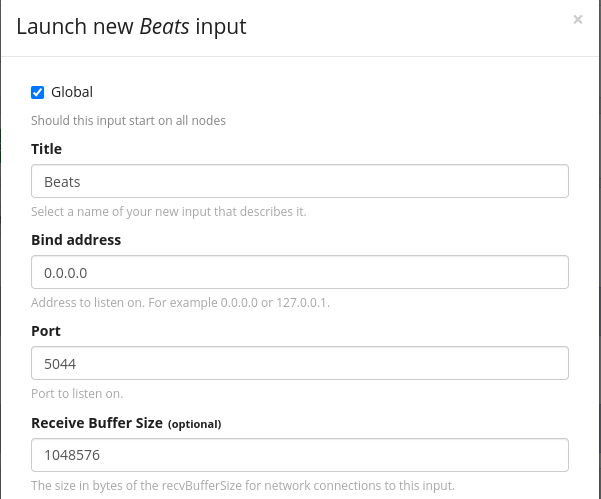 Launch new Beats input
×
Global
Should this input start on all nodes
Title
Beats
Select a name of your new input that describes it.
Bind address
0.0.0.0
Address to listen on. For example 0.0.0.0 or 127.0.0.1.
Port
5044
Port to listen on.
Receive Buffer Size (optional)
1048576
The size in bytes of the recvBufferSize for network connections to this input.